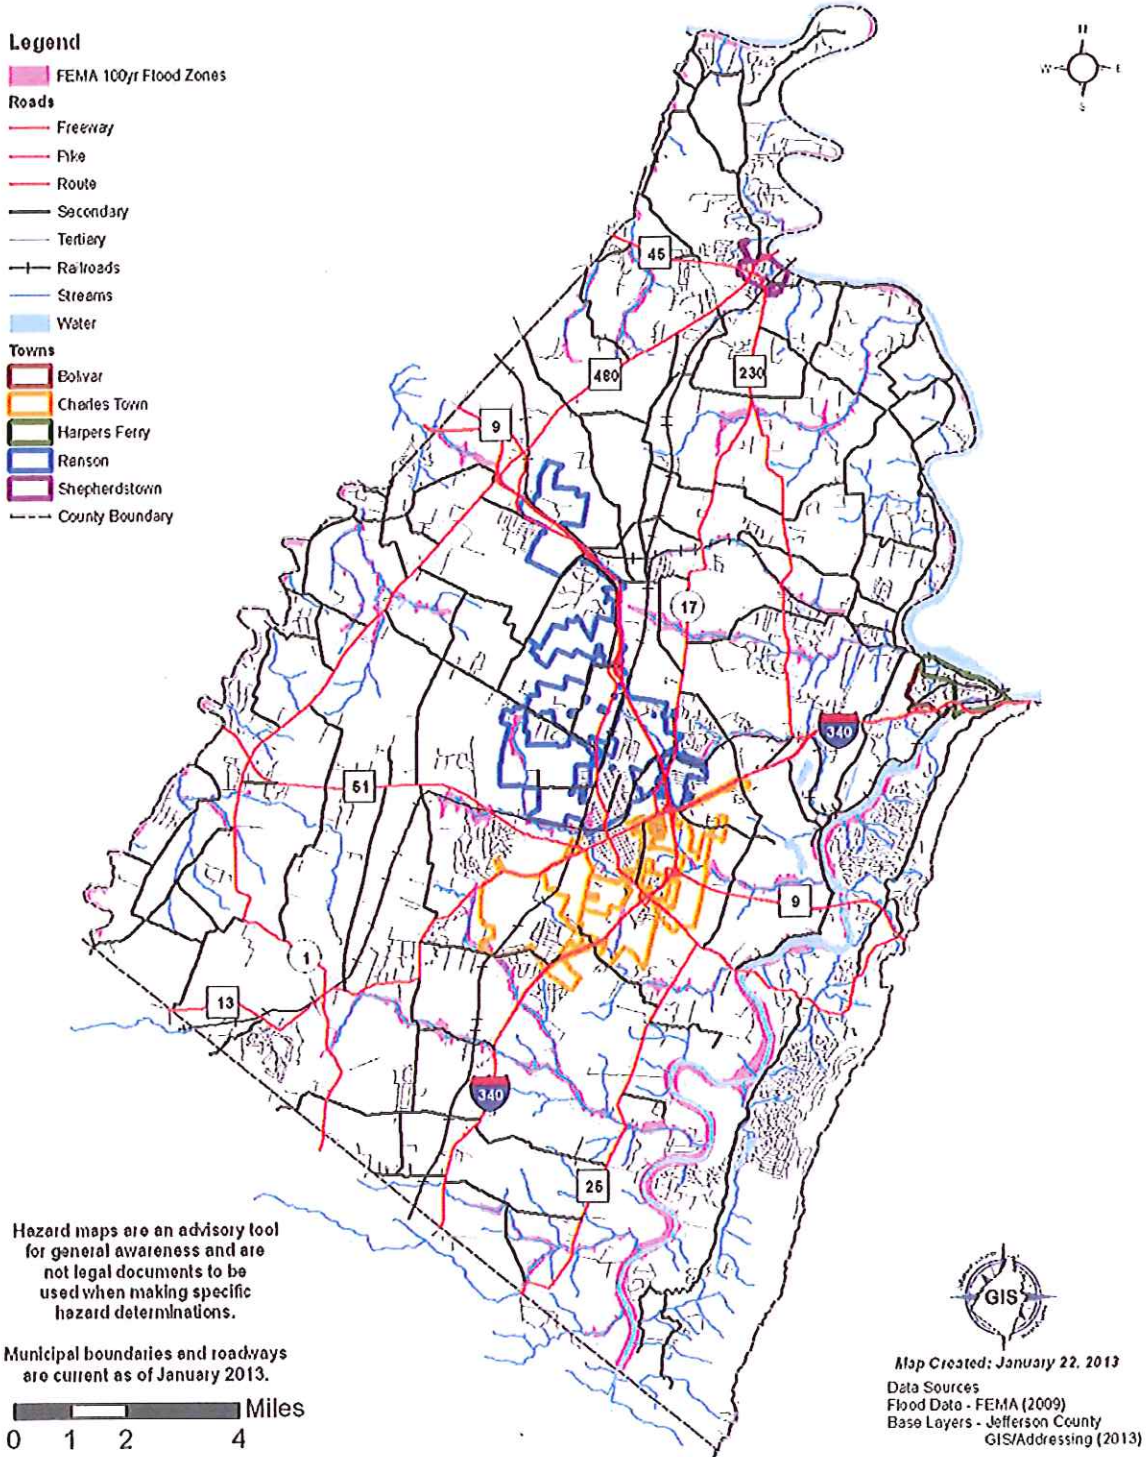 Legend
FEMA 100yr Flood Zones
Roads
Freeway
Pike
Route
Secondary
Tertiary
Railroads
Streams
Water
Towns
Bolivar
Charles Town
Harpers Ferry
Ranson
Shepherdstown
County Boundary
N
W
E
S
45
480
230
9
17
340
51
9
1
13
340
25
Hazard maps are an advisory tool
for general awareness and are
not legal documents to be
used when making specific
hazard determinations.
Municipal boundaries and roadways
are current as of January 2013.
Miles
0 1 2 4
GIS
Map Created: January 22, 2013
Data Sources
Flood Data - FEMA (2009)
Base Layers - Jefferson County
GIS/Addressing (2013)